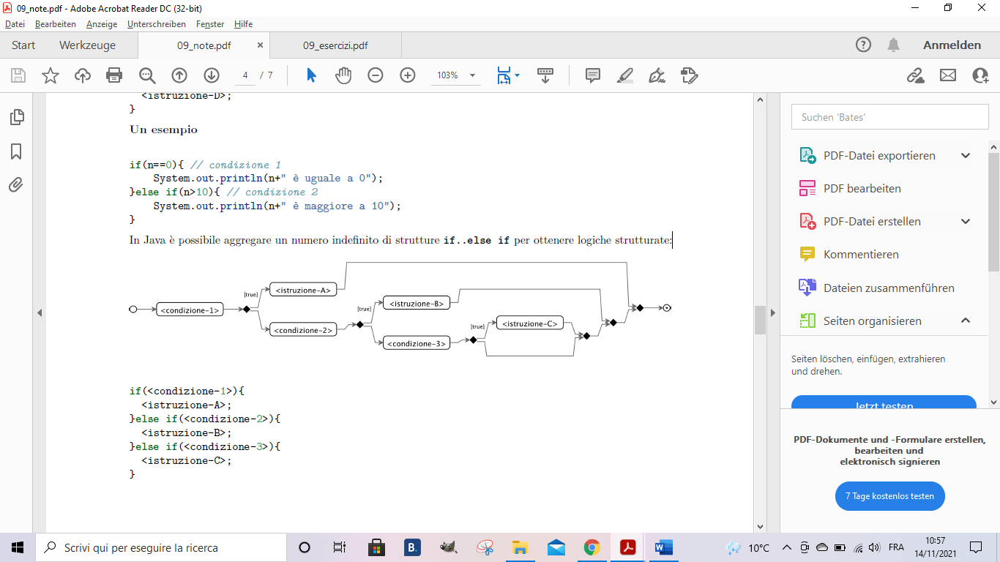 09_note.pdf - Adobe Acrobat Reader DC (32-bit)
Datei Bearbeiten Anzeige Unterschreiben Fenster Hilfe
Start Werkzeuge 09_note.pdf × 09_esercizi.pdf Anmelden
4 / 7 103%
<istruzione-D>;
}
Un esempio
if(n==0){ // condizione 1
System.out.println(n+" è uguale a 0");
}else if(n>10){ // condizione 2
System.out.println(n+" è maggiore a 10");
}
In Java è possibile aggregare un numero indefinito di strutture if..else if per ottenere logiche strutturate:
[true] <istruzione-A>
<condizione-1>
[true] <istruzione-B>
<condizione-2>
[true] <istruzione-C>
<condizione-3>
if(<condizione-1>){
<istruzione-A>;
}else if(<condizione-2>){
<istruzione-B>;
}else if(<condizione-3>){
<istruzione-C>;
}
Suchen 'Bates'
PDF-Datei exportieren
PDF bearbeiten
PDF-Datei erstellen
Kommentieren
Dateien zusammenführen
Seiten organisieren
Seiten löschen, einfügen, extrahieren
und drehen.
Jetzt testen
PDF-Dokumente und -Formulare erstellen,
bearbeiten und
elektronisch signieren
7 Tage kostenlos testen
Scrivi qui per eseguire la ricerca
B.
W
10°C
FRA
10:57
14/11/2021